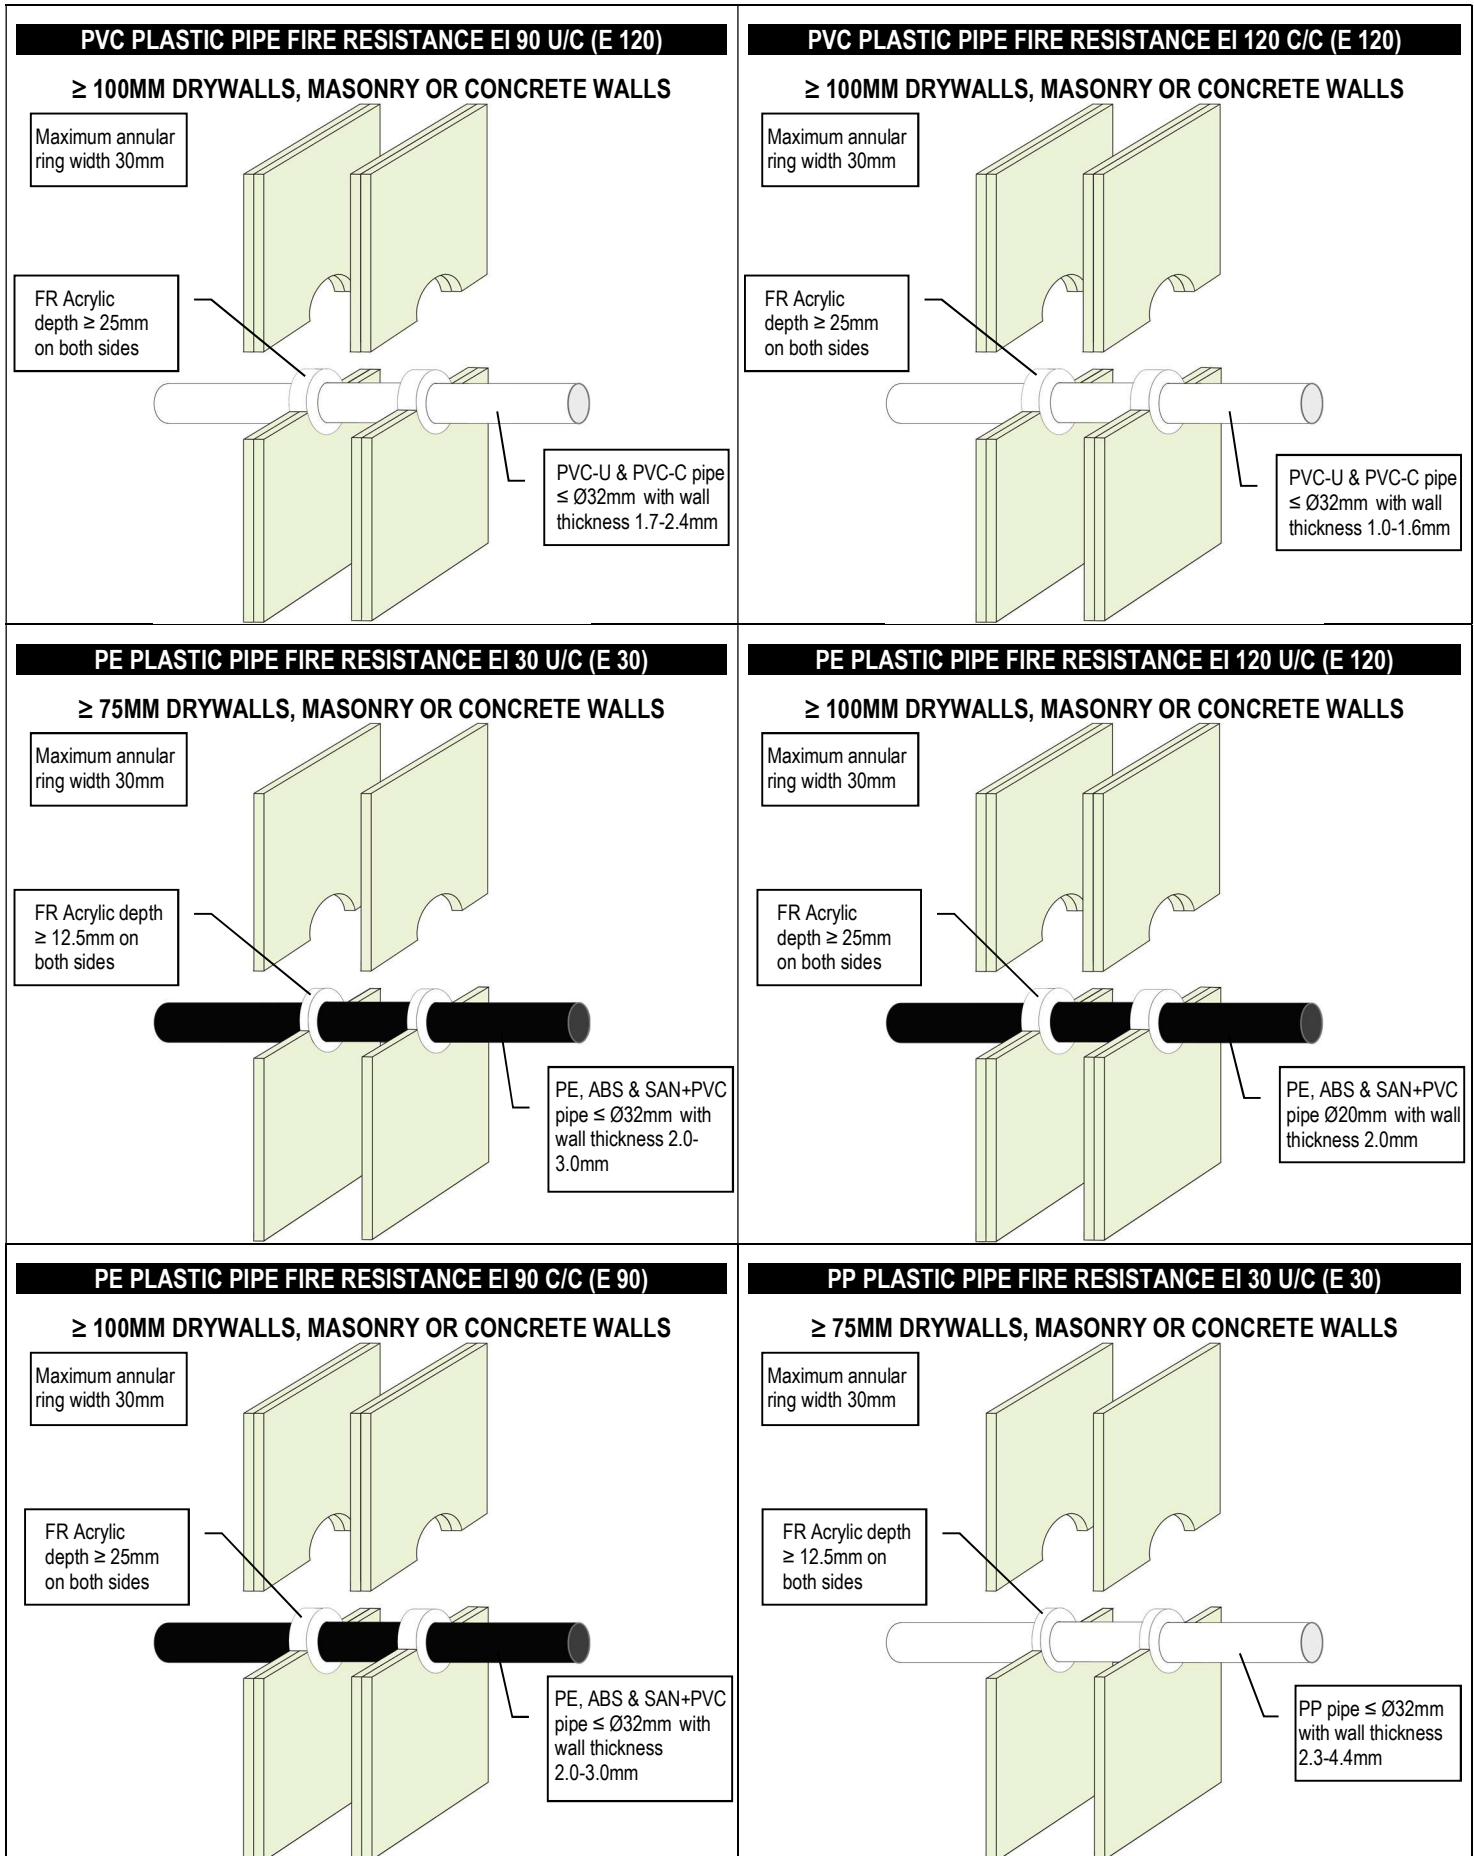 PVC PLASTIC PIPE FIRE RESISTANCE EI 90 U/C (E 120)
≥ 100MM DRYWALLS, MASONRY OR CONCRETE WALLS
Maximum annular
ring width 30mm
FR Acrylic
depth ≥ 25mm
on both sides
PVC-U & PVC-C pipe
≤ Ø32mm with wall
thickness 1.7-2.4mm
PVC PLASTIC PIPE FIRE RESISTANCE EI 120 C/C (E 120)
≥ 100MM DRYWALLS, MASONRY OR CONCRETE WALLS
Maximum annular
ring width 30mm
FR Acrylic
depth ≥ 25mm
on both sides
PVC-U & PVC-C pipe
≤ Ø32mm with wall
thickness 1.0-1.6mm
PE PLASTIC PIPE FIRE RESISTANCE EI 30 U/C (E 30)
≥ 75MM DRYWALLS, MASONRY OR CONCRETE WALLS
Maximum annular
ring width 30mm
FR Acrylic depth
≥ 12.5mm on
both sides
PE, ABS & SAN+PVC
pipe ≤ Ø32mm with
wall thickness 2.0-
3.0mm
PE PLASTIC PIPE FIRE RESISTANCE EI 120 U/C (E 120)
≥ 100MM DRYWALLS, MASONRY OR CONCRETE WALLS
Maximum annular
ring width 30mm
FR Acrylic
depth ≥ 25mm
on both sides
PE, ABS & SAN+PVC
pipe Ø20mm with wall
thickness 2.0mm
PE PLASTIC PIPE FIRE RESISTANCE EI 90 C/C (E 90)
≥ 100MM DRYWALLS, MASONRY OR CONCRETE WALLS
Maximum annular
ring width 30mm
FR Acrylic
depth ≥ 25mm
on both sides
PE, ABS & SAN+PVC
pipe ≤ Ø32mm with
wall thickness
2.0-3.0mm
PP PLASTIC PIPE FIRE RESISTANCE EI 30 U/C (E 30)
≥ 75MM DRYWALLS, MASONRY OR CONCRETE WALLS
Maximum annular
ring width 30mm
FR Acrylic depth
≥ 12.5mm on
both sides
PP pipe ≤ Ø32mm
with wall thickness
2.3-4.4mm